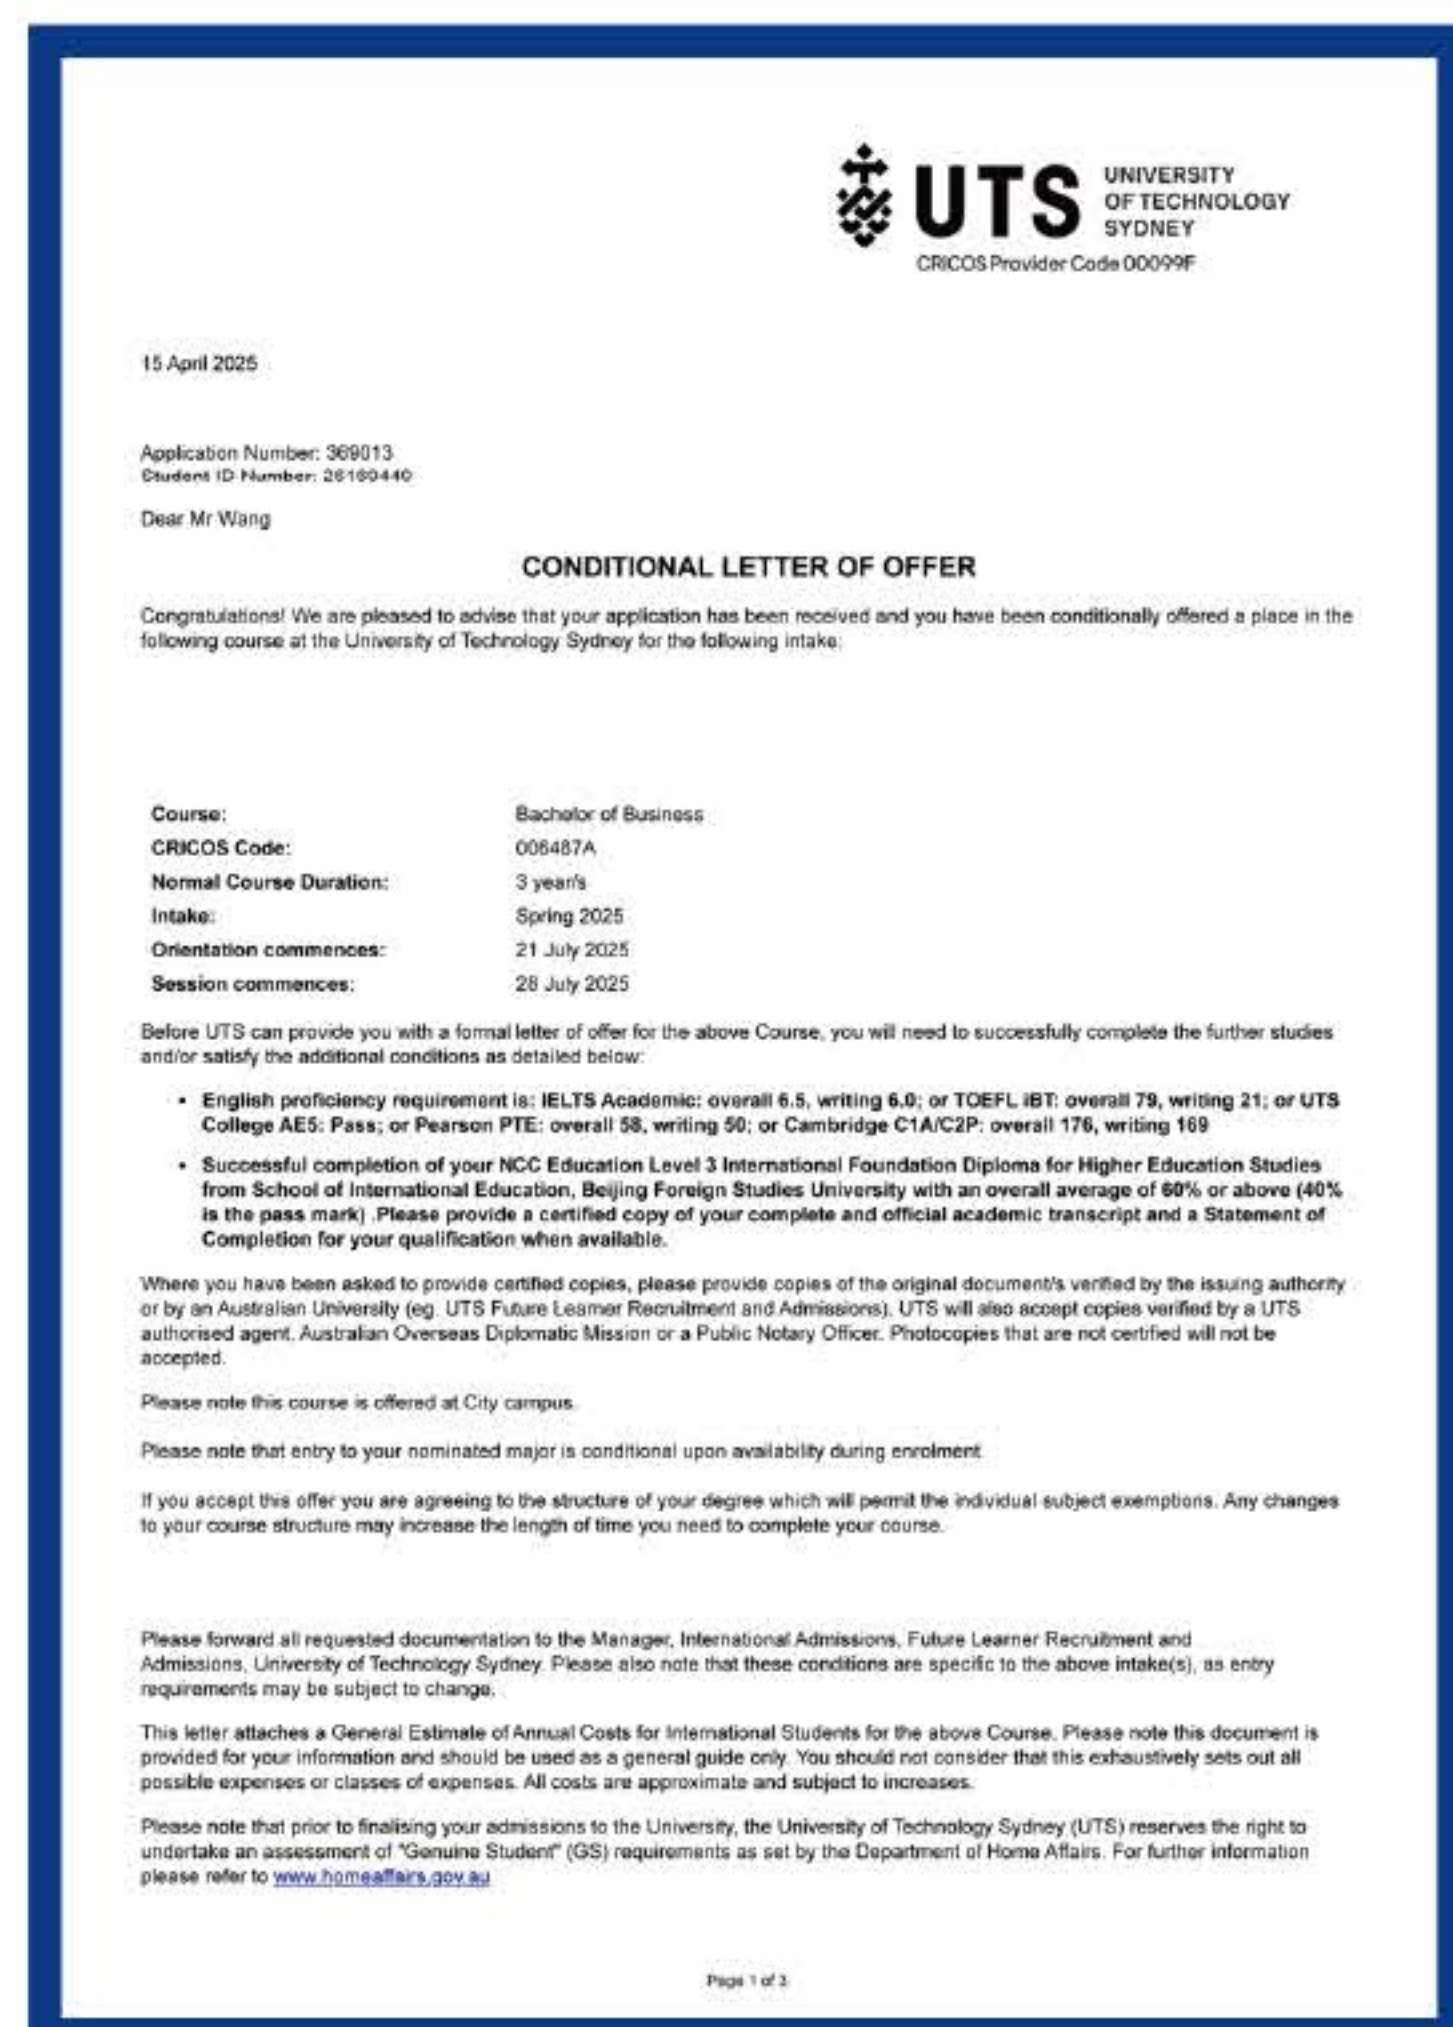 UTS
UNIVERSITY
OF TECHNOLOGY
SYDNEY
CRICOS Provider Code 00099F
15 April 2025
Application Number: 369013
Student ID Number: 26160440
Dear Mr Wang
CONDITIONAL LETTER OF OFFER
Congratulations! We are pleased to advise that your application has been received and you have been conditionally offered a place in the
following course at the University of Technology Sydney for the following intake:
Course: Bachelor of Business
CRICOS Code: 006487A
Normal Course Duration: 3 year/s
Intake: Spring 2025
Orientation commences: 21 July 2025
Session commences: 28 July 2025
Before UTS can provide you with a formal letter of offer for the above Course, you will need to successfully complete the further studies
and/or satisfy the additional conditions as detailed below:
• English proficiency requirement is: IELTS Academic: overall 6.5, writing 6.0; or TOEFL iBT: overall 79, writing 21; or UTS
College AE5: Pass; or Pearson PTE: overall 58, writing 50; or Cambridge C1A/C2P: overall 176, writing 169
• Successful completion of your NCC Education Level 3 International Foundation Diploma for Higher Education Studies
from School of International Education, Beijing Foreign Studies University with an overall average of 60% or above (40%
is the pass mark) .Please provide a certified copy of your complete and official academic transcript and a Statement of
Completion for your qualification when available.
Where you have been asked to provide certified copies, please provide copies of the original document/s verified by the issuing authority
or by an Australian University (eg. UTS Future Learner Recruitment and Admissions). UTS will also accept copies verified by a UTS
authorised agent, Australian Overseas Diplomatic Mission or a Public Notary Officer. Photocopies that are not certified will not be
accepted.
Please note this course is offered at City campus.
Please note that entry to your nominated major is conditional upon availability during enrolment.
If you accept this offer you are agreeing to the structure of your degree which will permit the individual subject exemptions. Any changes
to your course structure may increase the length of time you need to complete your course.
Please forward all requested documentation to the Manager, International Admissions, Future Learner Recruitment and
Admissions, University of Technology Sydney. Please also note that these conditions are specific to the above intake(s), as entry
requirements may be subject to change.
This letter attaches a General Estimate of Annual Costs for International Students for the above Course. Please note this document is
provided for your information and should be used as a general guide only. You should not consider that this exhaustively sets out all
possible expenses or classes of expenses. All costs are approximate and subject to increases.
Please note that prior to finalising your admissions to the University, the University of Technology Sydney (UTS) reserves the right to
undertake an assessment of "Genuine Student" (GS) requirements as set by the Department of Home Affairs. For further information
please refer to www.homeaffairs.gov.au
Page 1 of 3